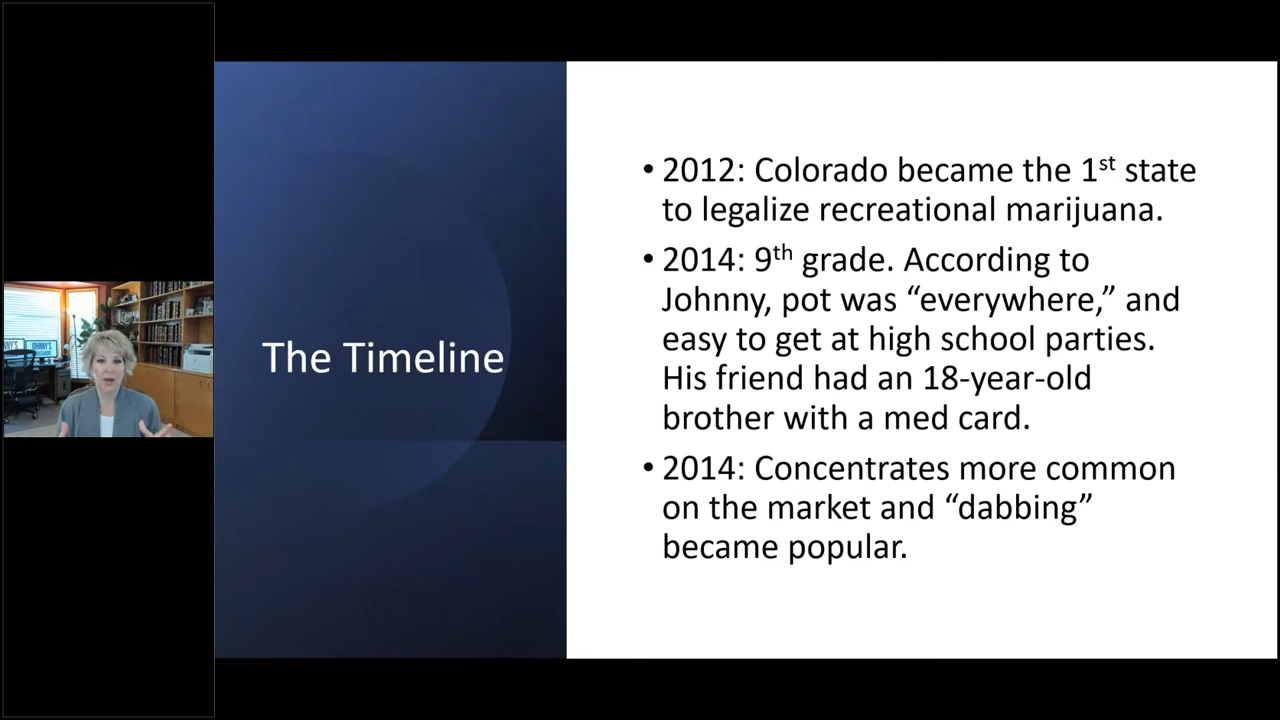 The Timeline
• 2012: Colorado became the 1st state
to legalize recreational marijuana.
• 2014: 9th grade. According to
Johnny, pot was “everywhere,” and
easy to get at high school parties.
His friend had an 18-year-old
brother with a med card.
• 2014: Concentrates more common
on the market and “dabbing”
became popular.